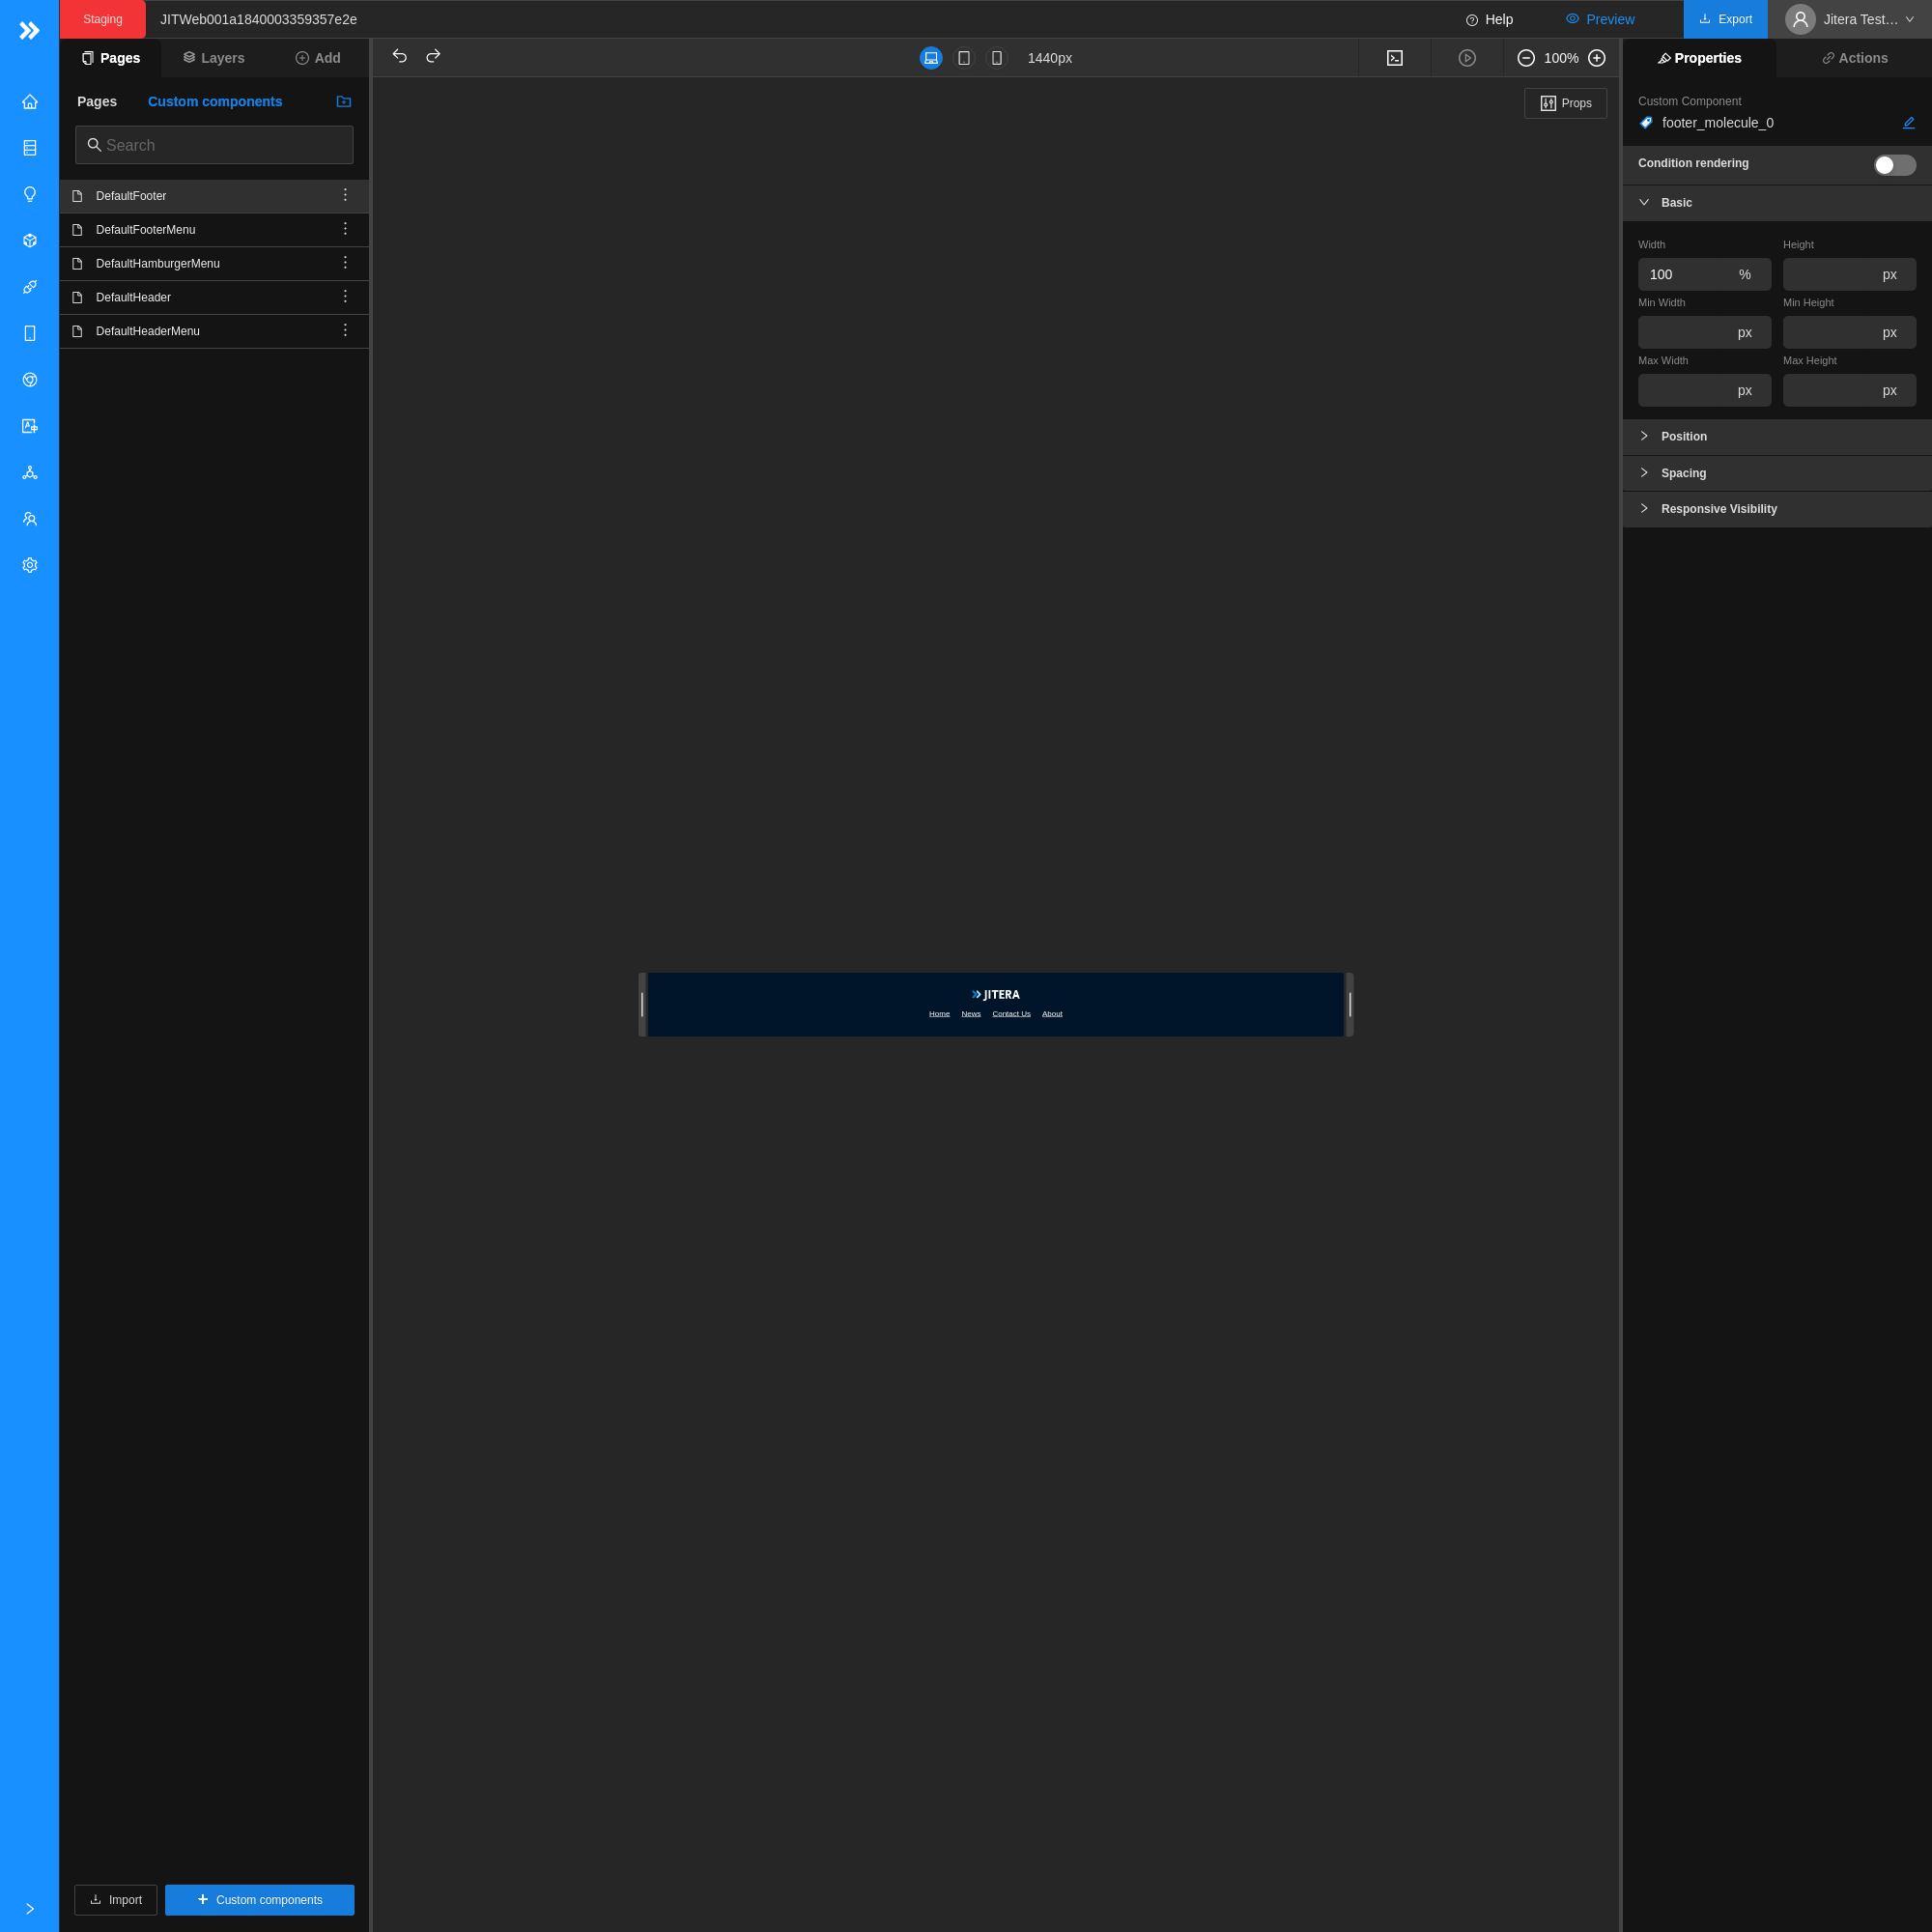 Staging
JITWeb001a1840003359357e2e
Help
Preview
Export
Jitera Test…
Pages
Layers
Add
1440px
100%
Properties
Actions
Pages
Custom components
Search
DefaultFooter
DefaultFooterMenu
DefaultHamburgerMenu
DefaultHeader
DefaultHeaderMenu
Import
Custom components
Props
JITERA
Home News Contact Us About
Custom Component
footer_molecule_0
Condition rendering
Basic
Width Height
100 % px
Min Width Min Height
px px
Max Width Max Height
px px
Position
Spacing
Responsive Visibility